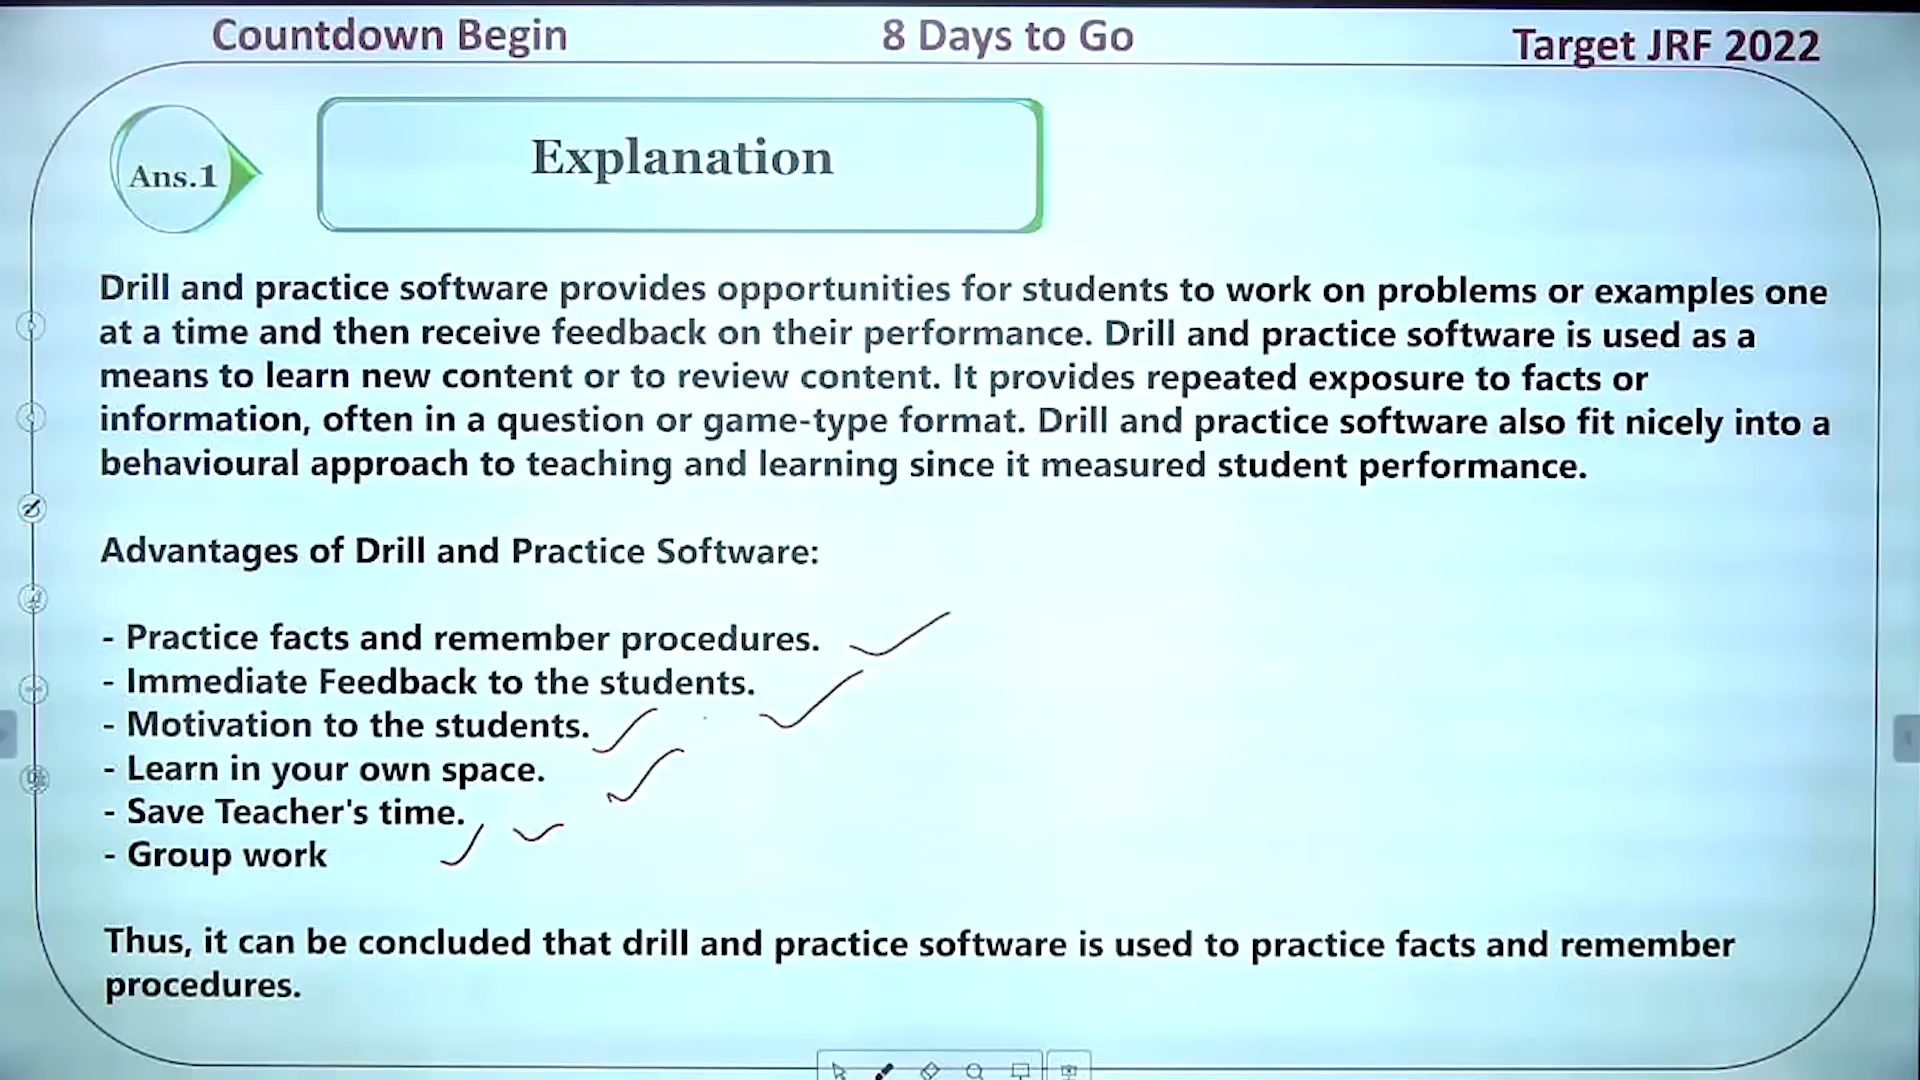 Countdown Begin
8 Days to Go
Target JRF 2022
Ans.1
Explanation
Drill and practice software provides opportunities for students to work on problems or examples one
at a time and then receive feedback on their performance. Drill and practice software is used as a
means to learn new content or to review content. It provides repeated exposure to facts or
information, often in a question or game-type format. Drill and practice software also fit nicely into a
behavioural approach to teaching and learning since it measured student performance.
Advantages of Drill and Practice Software:
- Practice facts and remember procedures.
- Immediate Feedback to the students.
- Motivation to the students.
- Learn in your own space.
- Save Teacher's time.
- Group work
Thus, it can be concluded that drill and practice software is used to practice facts and remember
procedures.